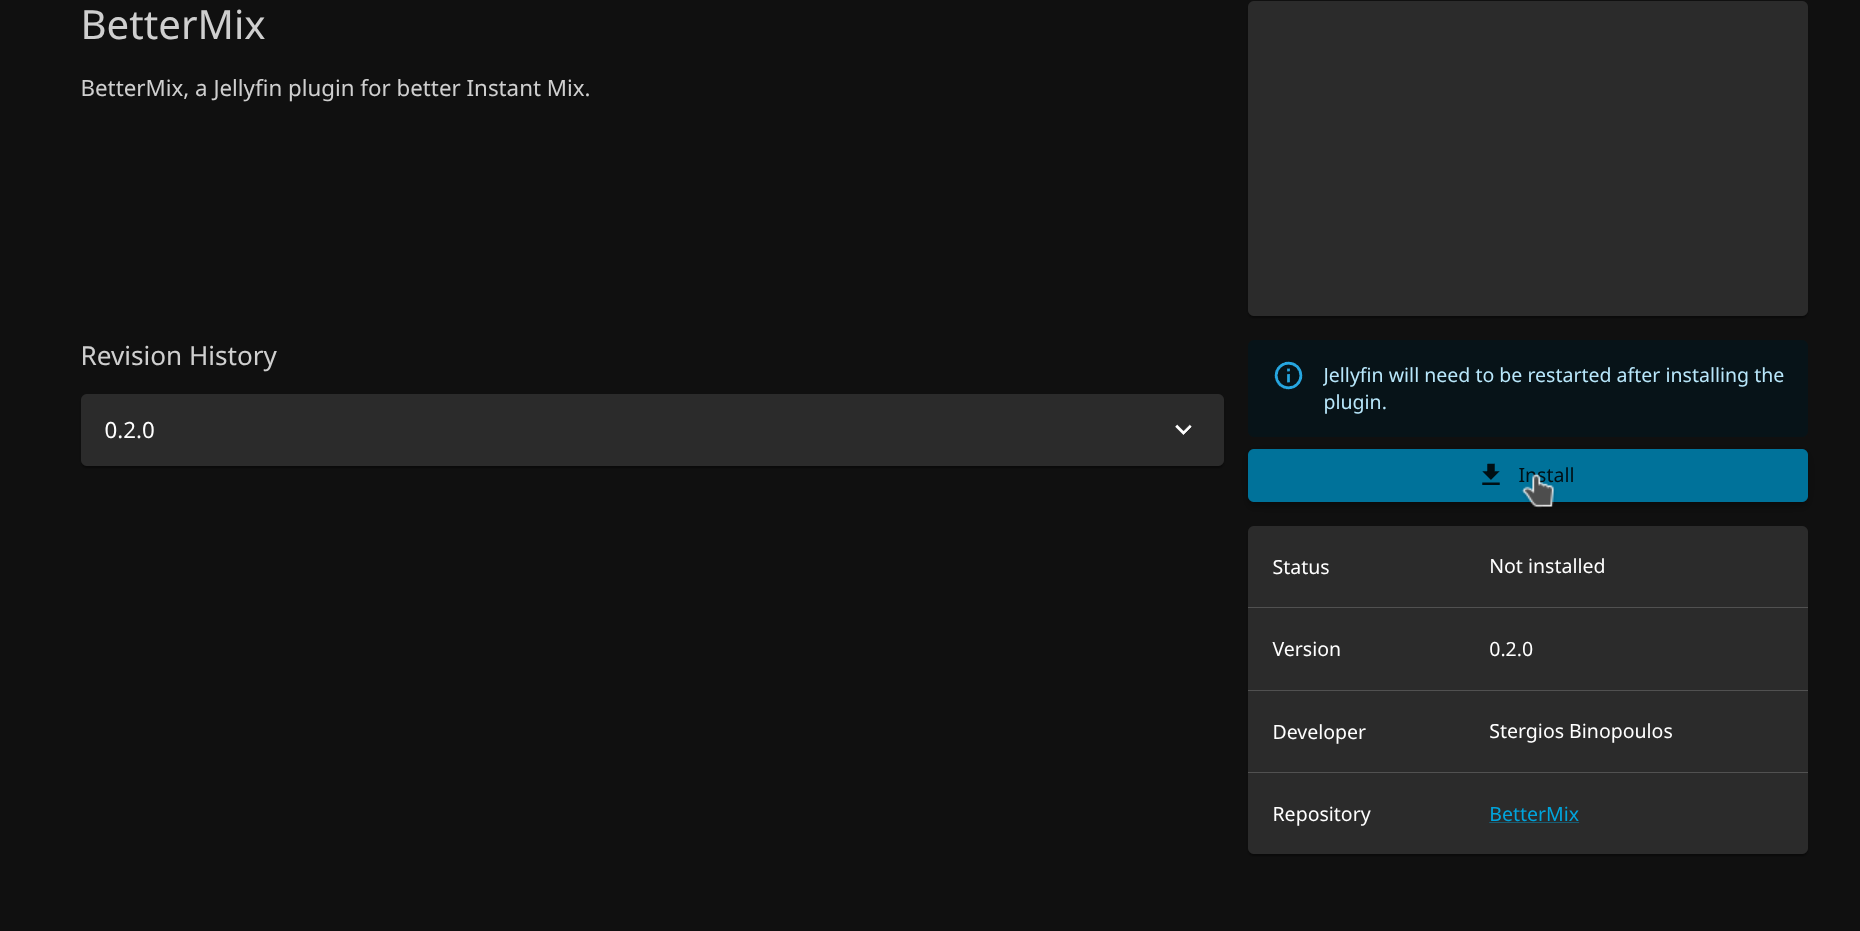 BetterMix
BetterMix, a Jellyfin plugin for better Instant Mix.
Revision History
0.2.0
Jellyfin will need to be restarted after installing the
plugin.
Install
Status Not installed
Version 0.2.0
Developer Stergios Binopoulos
Repository BetterMix